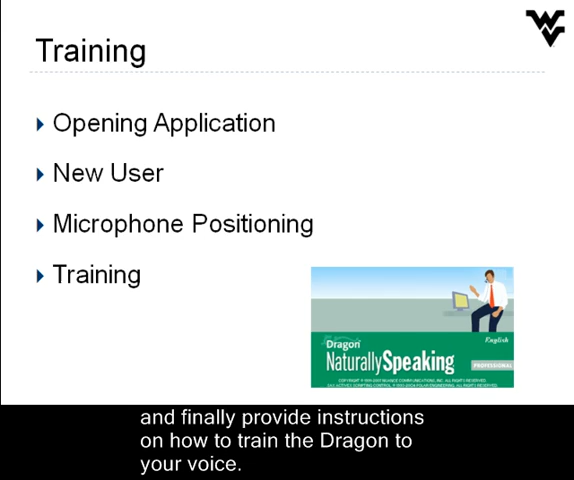 WV
Training
Opening Application
New User
Microphone Positioning
Training
English
Dragon
NaturallySpeaking
PROFESSIONAL
and finally provide instructions
on how to train the Dragon to
your voice.